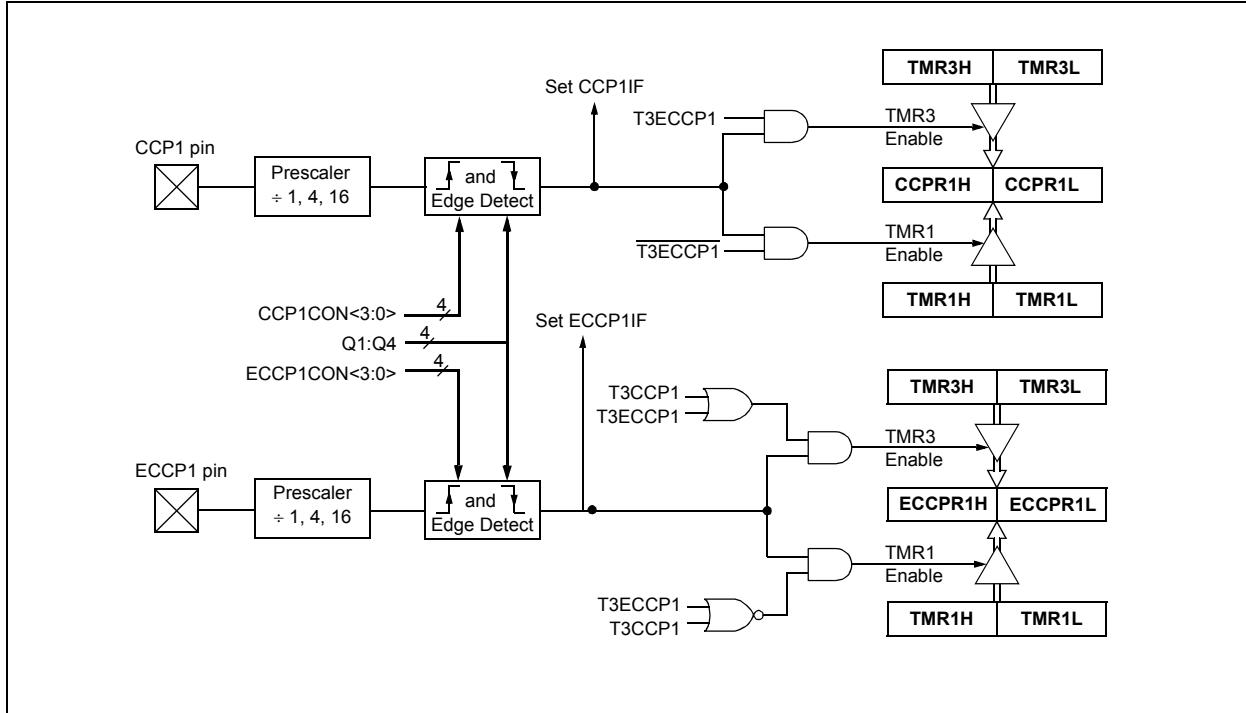 TMR3H TMR3L
Set CCP1IF
T3ECCP1
TMR3
Enable
CCP1 pin
Prescaler
÷ 1, 4, 16
and
Edge Detect
CCPR1H CCPR1L
T3ECCP1
TMR1
Enable
TMR1H TMR1L
CCP1CON<3:0> 4
Q1:Q4 4
ECCP1CON<3:0> 4
Set ECCP1IF
TMR3H TMR3L
T3CCP1
T3ECCP1
TMR3
Enable
ECCP1 pin
Prescaler
÷ 1, 4, 16
and
Edge Detect
ECCPR1H ECCPR1L
TMR1
Enable
T3ECCP1
T3CCP1
TMR1H TMR1L